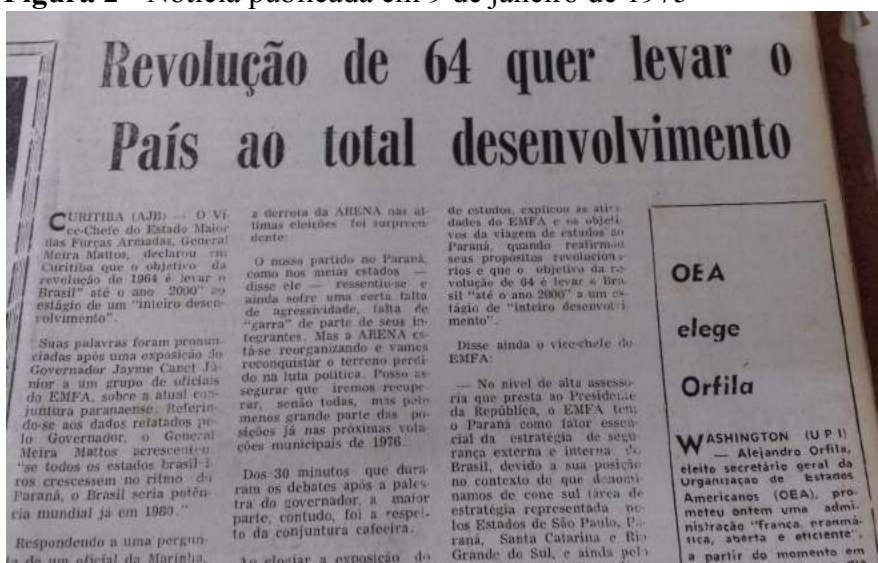 Figura 2 – Notícia publicada em 9 de janeiro de 1975
Revolução de 64 quer levar o
País ao total desenvolvimento
CURITIBA (AJB) — O Vi-
ce-Chefe do Estado Maior
das Forças Armadas, General
Meira Mattos, declarou em
Curitiba que o objetivo da
revolução de 1964 é levar o
Brasil" até o ano 2000" ao
estágio de um "inteiro desen-
volvimento".
Suas palavras foram pronun-
ciadas após uma exposição do
Governador Jayme Canet Jú-
nior a um grupo de oficiais
do EMFA, sobre a atual con-
juntura paranaense. Referin-
do-se aos dados relatados pe-
lo Governador, o General
Meira Mattos acrescentou
"se todos os estados brasilei-
ros crescessem no ritmo do
Paraná, o Brasil seria potên-
cia mundial já em 1980."
Respondendo a uma pergun-
de um oficial da Marinha,
a derrota da ARENA nas úl-
timas eleições foi surpreen-
dente:
O nosso partido no Paraná,
como nos meias estados —
disse ele — ressentiu-se e
ainda sofre uma certa falta
de agressividade, falta de
"garra" de parte de seus in-
tegrantes. Mas a ARENA es-
tá-se reorganizando e vamos
reconquistar o terreno perdi-
do na luta política. Posso as-
segurar que iremos recupe-
rar, senão todas, mas pelo
menos grande parte das po-
sições já nas próximas vota-
ções municipais de 1976.
Dos 30 minutos que dura-
ram os debates após a pales-
tra do governador, a maior
parte, contudo, foi a respei-
to da conjuntura cafeeira.
Ao elogiar a exposição do
de estudos, explicou as ativi-
dades do EMFA e os objeti-
vos da viagem de estudos ao
Paraná, quando reafirmou
seus propósitos revolucioná-
rios e que o objetivo da re-
volução de 64 é levar o Bra-
sil "até o ano 2000" a um es-
tágio de "inteiro desenvolvi-
mento".
Disse ainda o vice-chefe do
EMFA:
— No nível de alta assesso-
ria que presta ao Presidente
da República, o EMFA tem
o Paraná como fator essen-
cial da estratégia de segu-
rança externa e interna do
Brasil, devido a sua posição
no contexto do que denomi-
namos de cone sul (área de
estratégia representada pe-
los Estados de São Paulo, Pa-
raná, Santa Catarina e Rio
Grande do Sul, e ainda pelo
OEA
elege
Orfila
WASHINGTON (UPI)
— Alejandro Orfila,
eleito secretário geral da
Organização de Estados
Americanos (OEA), pro-
meteu ontem uma admi-
nistração "franca,
aberta e eficiente",
a partir do momento em